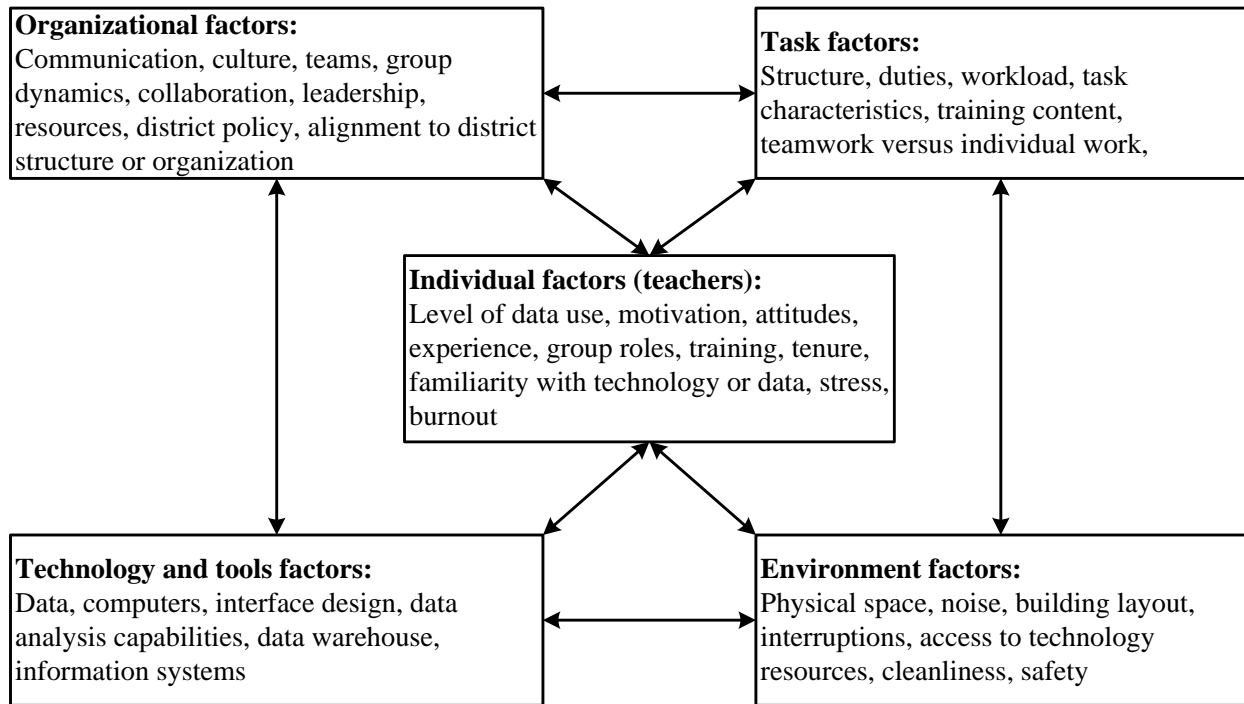 Organizational factors:
Communication, culture, teams, group
dynamics, collaboration, leadership,
resources, district policy, alignment to district
structure or organization
Task factors:
Structure, duties, workload, task
characteristics, training content,
teamwork versus individual work,
Individual factors (teachers):
Level of data use, motivation, attitudes,
experience, group roles, training, tenure,
familiarity with technology or data, stress,
burnout
Technology and tools factors:
Data, computers, interface design, data
analysis capabilities, data warehouse,
information systems
Environment factors:
Physical space, noise, building layout,
interruptions, access to technology
resources, cleanliness, safety